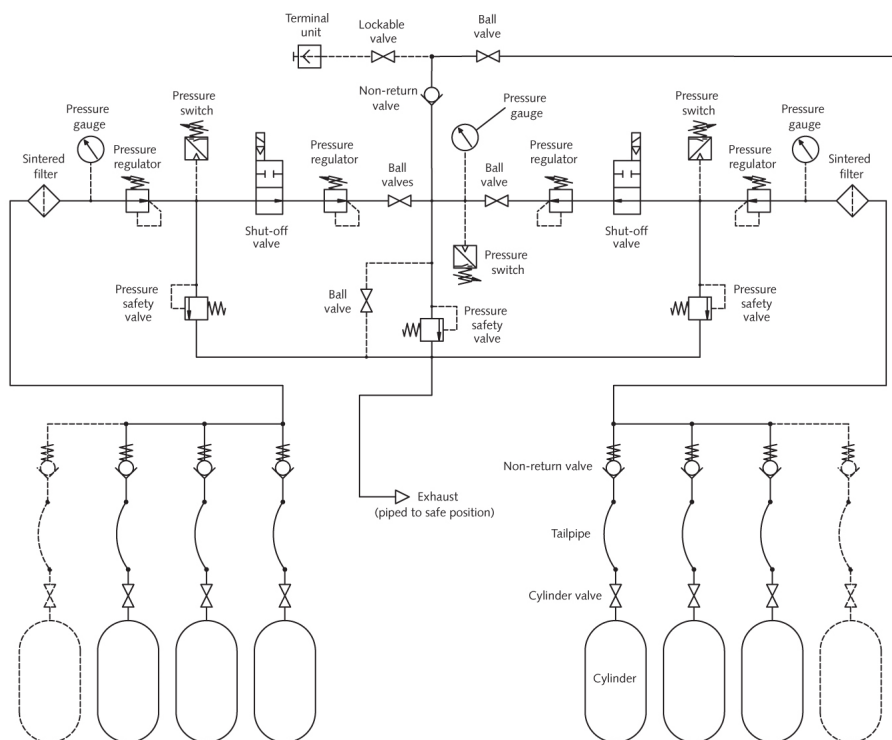 Terminal
unit
Lockable
valve
Ball
valve
Non-return
valve
Pressure
gauge
Pressure
switch
Pressure
gauge
Pressure
switch
Pressure
gauge
Sintered
filter
Pressure
regulator
Pressure
regulator
Ball
valves
Ball
valve
Pressure
regulator
Pressure
regulator
Sintered
filter
Shut-off
valve
Shut-off
valve
Pressure
switch
Pressure
safety
valve
Ball
valve
Pressure
safety
valve
Pressure
safety
valve
Non-return valve
Exhaust
(piped to safe position)
Tailpipe
Cylinder valve
Cylinder